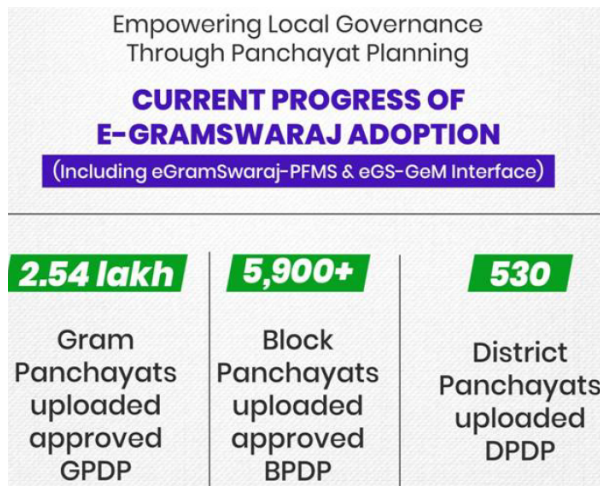 Empowering Local Governance
Through Panchayat Planning
CURRENT PROGRESS OF
E-GRAMSWARAJ ADOPTION
(Including eGramSwaraj-PFMS & eGS-GeM Interface)
2.54 lakh
Gram
Panchayats
uploaded
approved
GPDP
5,900+
Block
Panchayats
uploaded
approved
BPDP
530
District
Panchayats
uploaded
DPDP